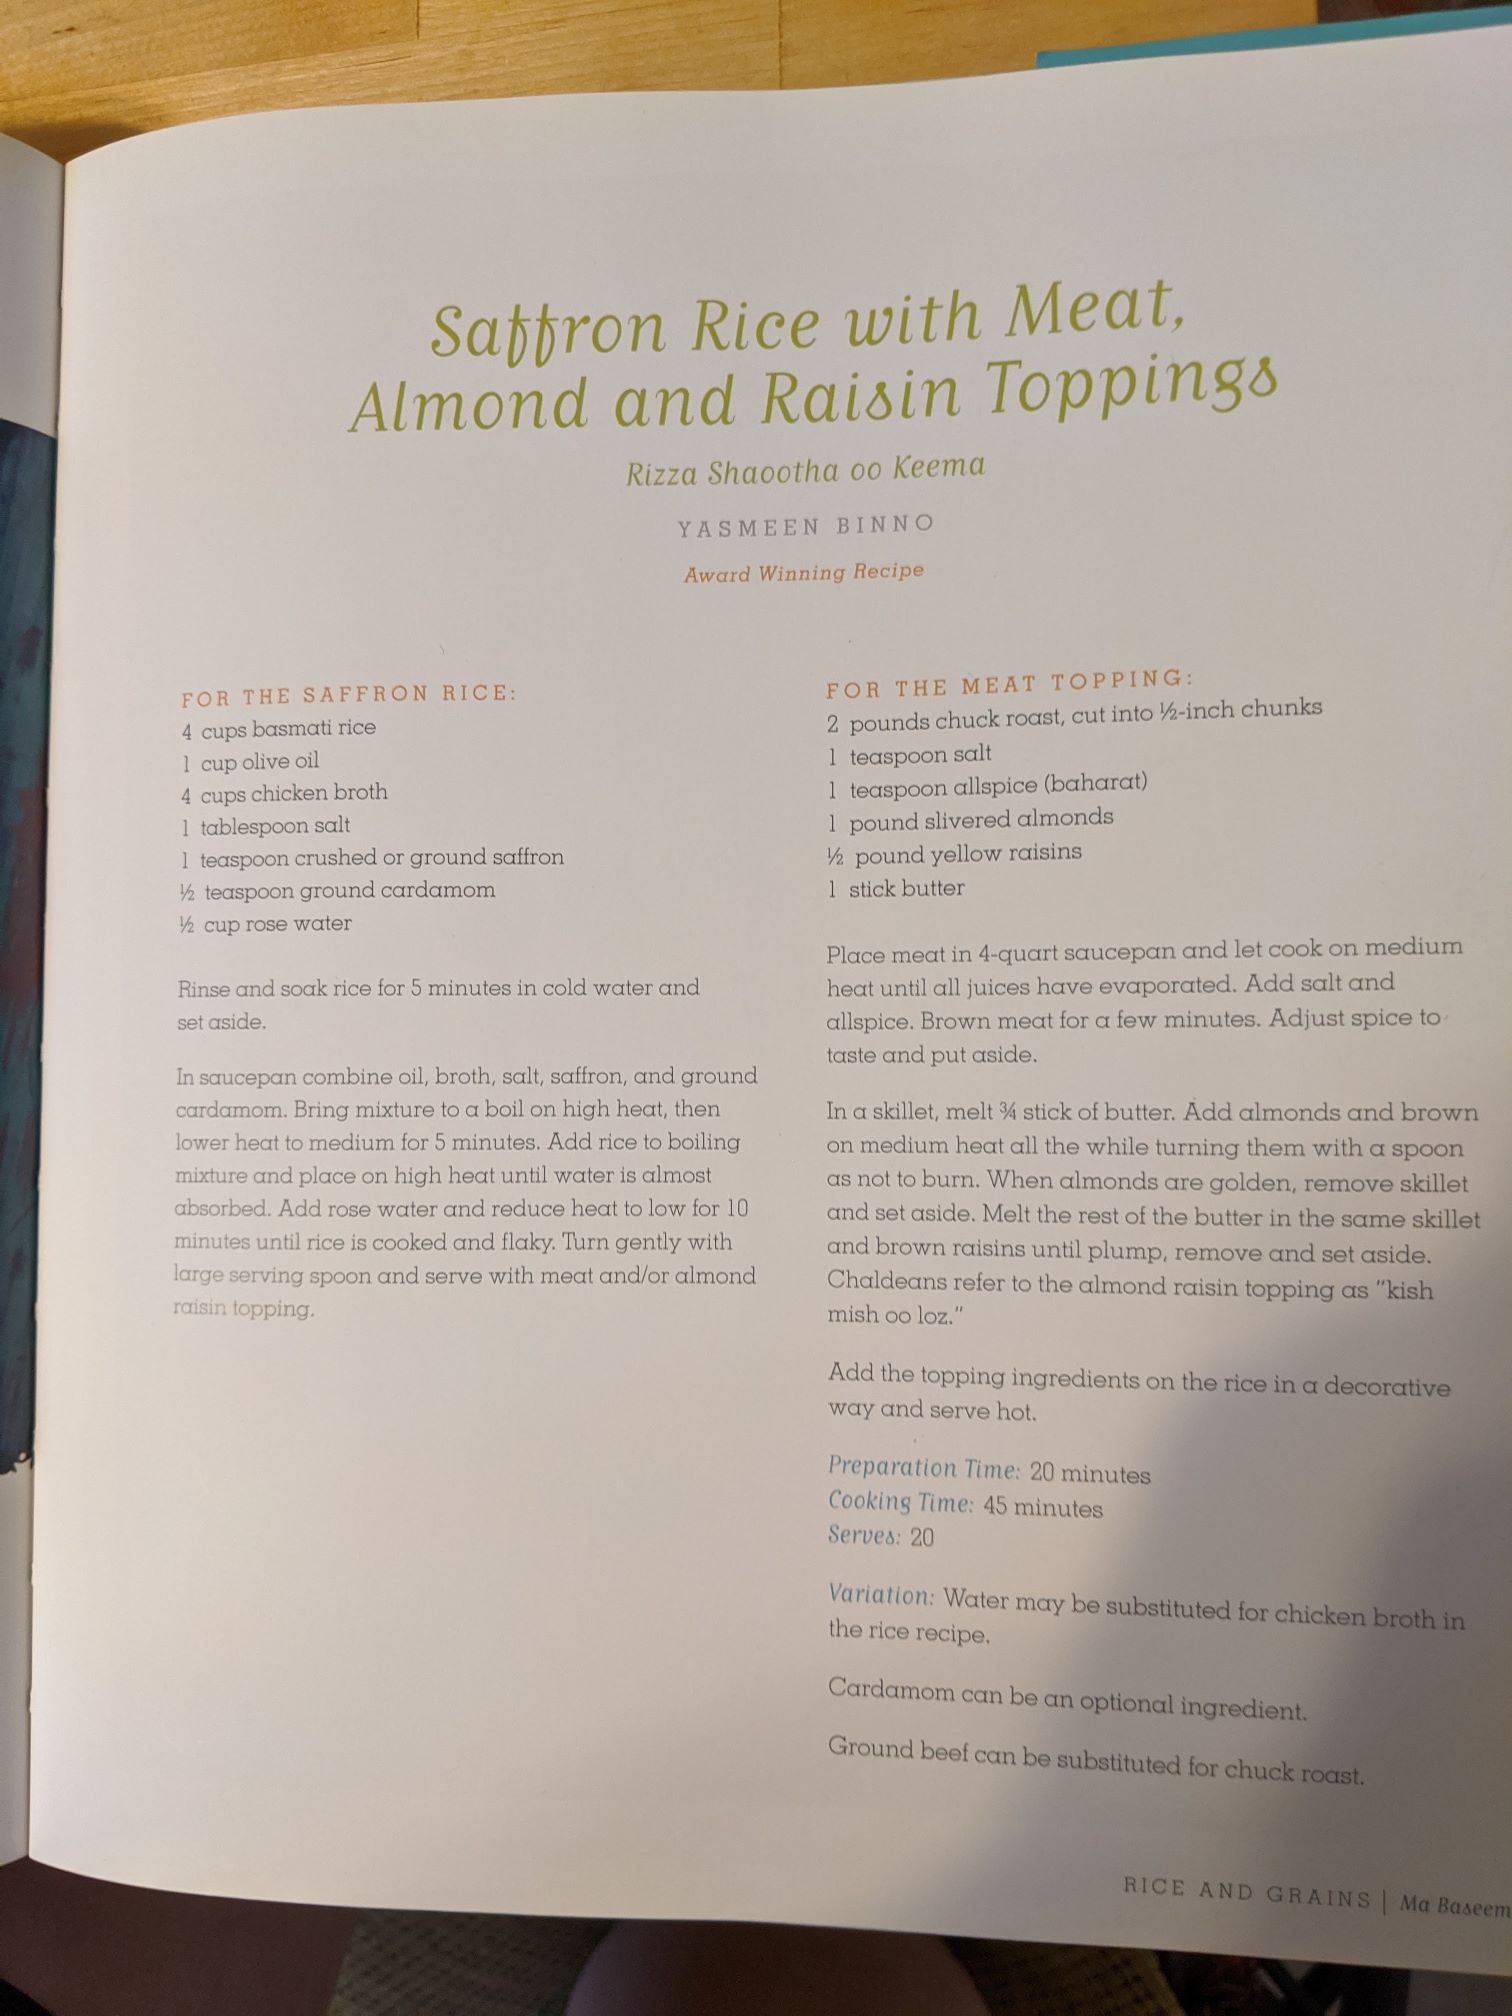 Saffron Rice with Meat,
Almond and Raisin Toppings
Rizza Shaootha oo Keema
YASMEEN BINNO
Award Winning Recipe
FOR THE SAFFRON RICE:
4 cups basmati rice
1 cup olive oil
4 cups chicken broth
1 tablespoon salt
1 teaspoon crushed or ground saffron
½ teaspoon ground cardamom
½ cup rose water
Rinse and soak rice for 5 minutes in cold water and
set aside.
In saucepan combine oil, broth, salt, saffron, and ground
cardamom. Bring mixture to a boil on high heat, then
lower heat to medium for 5 minutes. Add rice to boiling
mixture and place on high heat until water is almost
absorbed. Add rose water and reduce heat to low for 10
minutes until rice is cooked and flaky. Turn gently with
large serving spoon and serve with meat and/or almond
raisin topping.
FOR THE MEAT TOPPING:
2 pounds chuck roast, cut into ½-inch chunks
1 teaspoon salt
1 teaspoon allspice (baharat)
1 pound slivered almonds
½ pound yellow raisins
1 stick butter
Place meat in 4-quart saucepan and let cook on medium
heat until all juices have evaporated. Add salt and
allspice. Brown meat for a few minutes. Adjust spice to
taste and put aside.
In a skillet, melt ¾ stick of butter. Add almonds and brown
on medium heat all the while turning them with a spoon
as not to burn. When almonds are golden, remove skillet
and set aside. Melt the rest of the butter in the same skillet
and brown raisins until plump, remove and set aside.
Chaldeans refer to the almond raisin topping as "kish
mish oo loz."
Add the topping ingredients on the rice in a decorative
way and serve hot.
Preparation Time: 20 minutes
Cooking Time: 45 minutes
Serves: 20
Variation: Water may be substituted for chicken broth in
the rice recipe.
Cardamom can be an optional ingredient.
Ground beef can be substituted for chuck roast.
RICE AND GRAINS | Ma Baseem